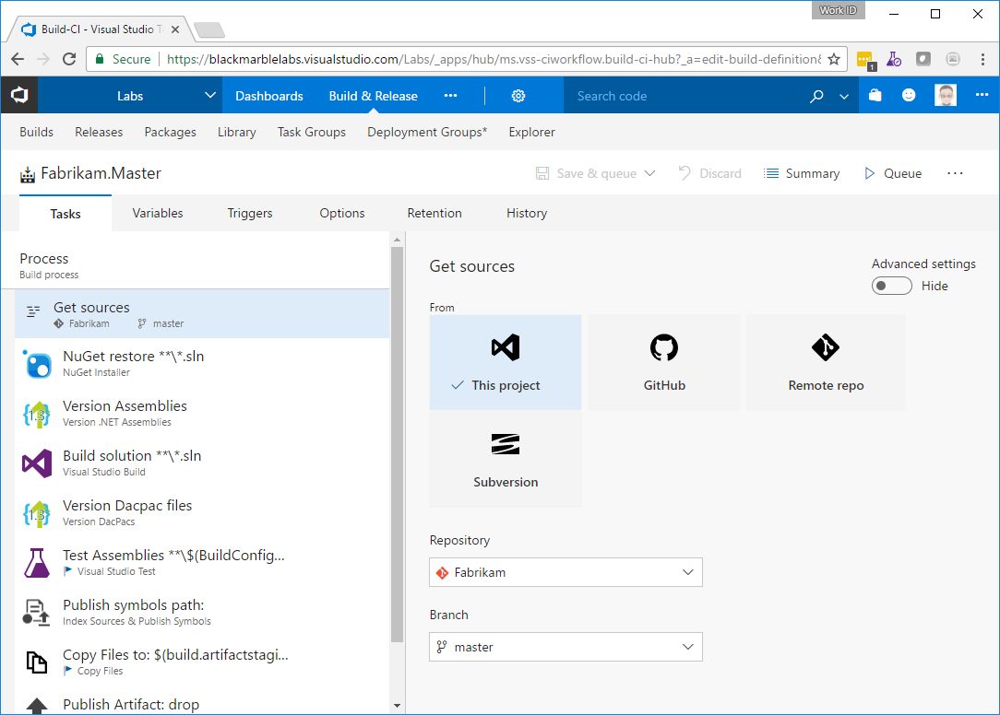 Work ID
Build-CI - Visual Studio T
Secure
https://blackmarblelabs.visualstudio.com/Labs/_apps/hub/ms.vss-ciworkflow.build-ci-hub?_a=edit-build-definition&
1
Labs
Dashboards
Build & Release
Search code
Builds
Releases
Packages
Library
Task Groups
Deployment Groups*
Explorer
Fabrikam.Master
Save & queue
Discard
Summary
Queue
Tasks
Variables
Triggers
Options
Retention
History
Process
Build process
Get sources
Fabrikam
master
NuGet restore **\*.sln
NuGet Installer
1.3
Version Assemblies
Version .NET Assemblies
Build solution **\*.sln
Visual Studio Build
1.3
Version Dacpac files
Version DacPacs
Test Assemblies **\$(BuildConfig...
Visual Studio Test
Publish symbols path:
Index Sources & Publish Symbols
Copy Files to: $(build.artifactstagi...
Copy Files
Publish Artifact: drop
Get sources
Advanced settings
Hide
From
This project
GitHub
Remote repo
Subversion
Repository
Fabrikam
Branch
master